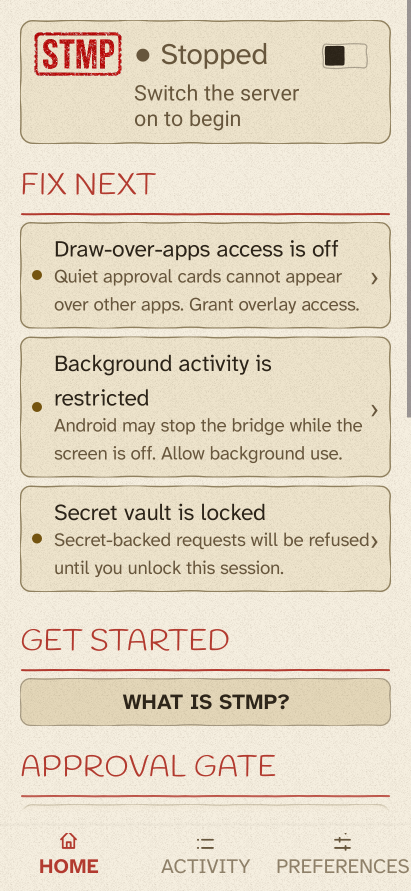 STMP
● Stopped
Switch the server
on to begin
FIX NEXT
Draw-over-apps access is off
Quiet approval cards cannot appear
over other apps. Grant overlay access.
Background activity is
restricted
Android may stop the bridge while the
screen is off. Allow background use.
Secret vault is locked
Secret-backed requests will be refused
until you unlock this session.
GET STARTED
WHAT IS STMP?
APPROVAL GATE
HOME
ACTIVITY
PREFERENCES